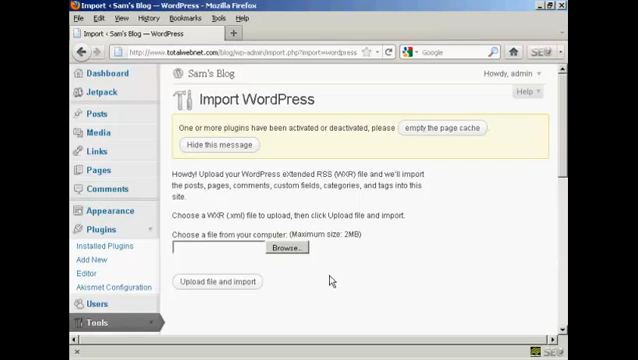 Import ‹ Sam's Blog — WordPress - Mozilla Firefox
File Edit View History Bookmarks Tools Help
Import ‹ Sam's Blog — WordPress
http://www.totalwebnet.com/blog/wp-admin/import.php?import=wordpress
Google
SEO
Dashboard
Jetpack
Posts
Media
Links
Pages
Comments
Appearance
Plugins
Installed Plugins
Add New
Editor
Akismet Configuration
Users
Tools
Sam's Blog
Howdy, admin
Help
Import WordPress
One or more plugins have been activated or deactivated, please empty the page cache.
Hide this message
Howdy! Upload your WordPress eXtended RSS (WXR) file and we'll import
the posts, pages, comments, custom fields, categories, and tags into this
site.
Choose a WXR (.xml) file to upload, then click Upload file and import.
Choose a file from your computer: (Maximum size: 2MB)
Browse...
Upload file and import
SEO